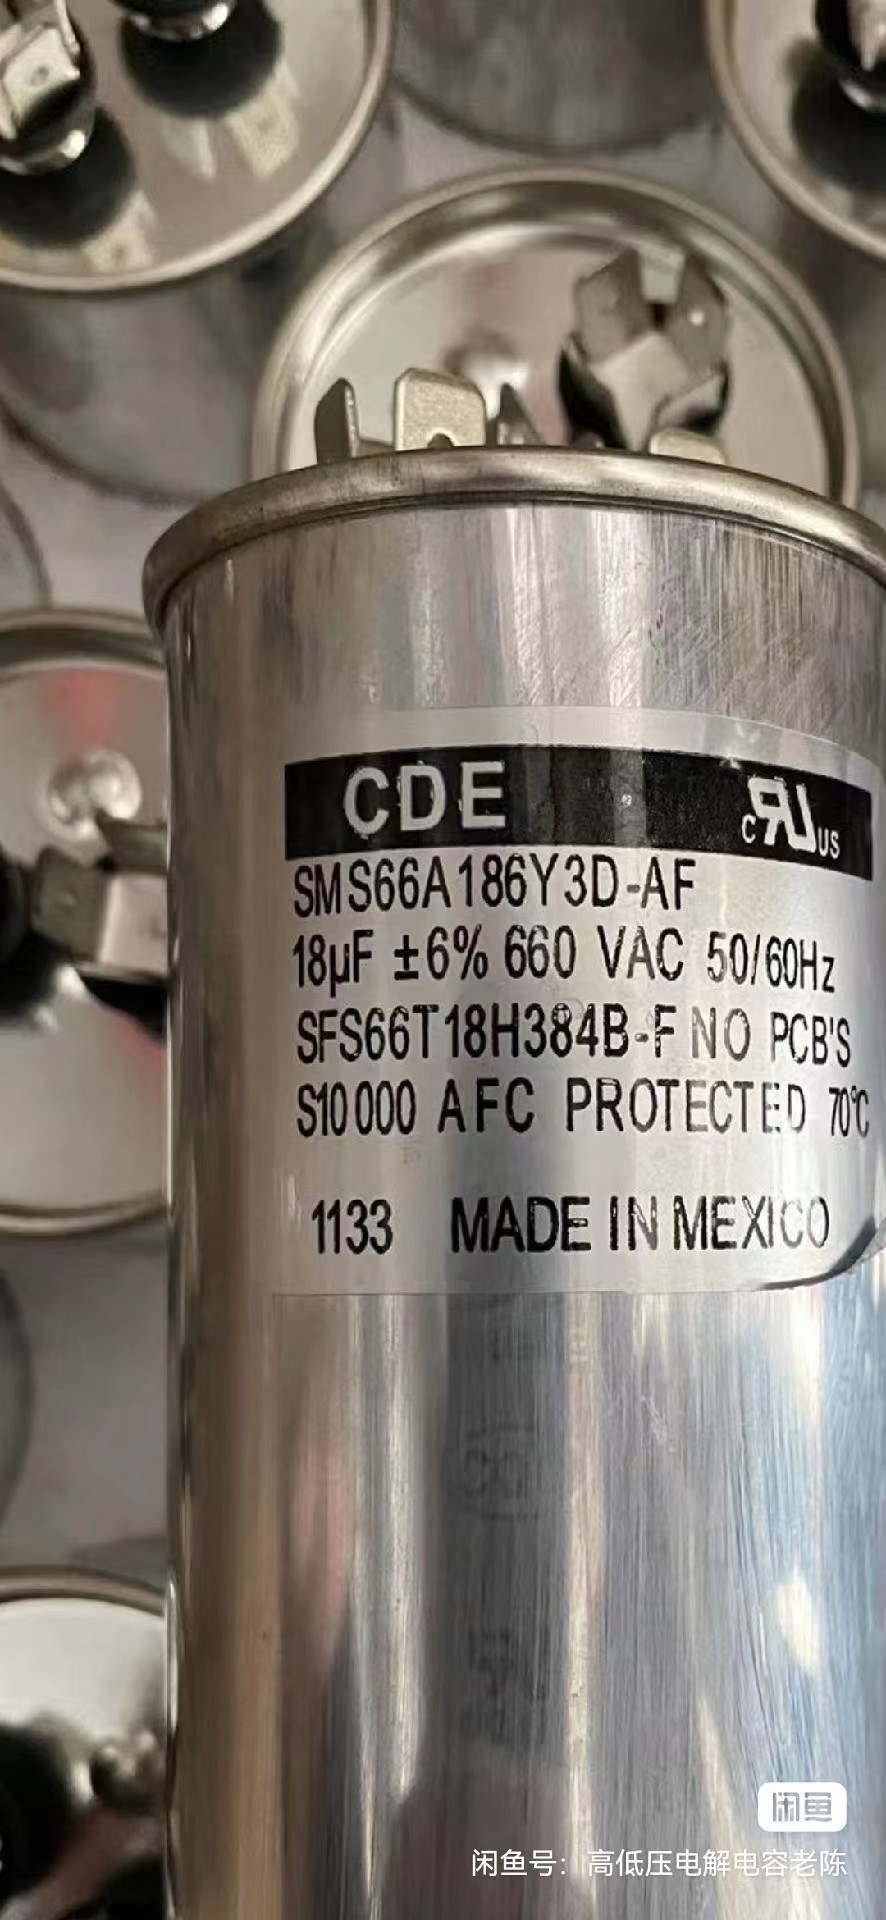 CDE
c RU US
SMS66A186Y3D-AF
18µF ±6% 660 VAC 50/60Hz
SFS66T18H384B-F NO PCB'S
S10000 AFC PROTECTED 70°C
1133 MADE IN MEXICO
闲鱼
闲鱼号：高低压电解电容老陈